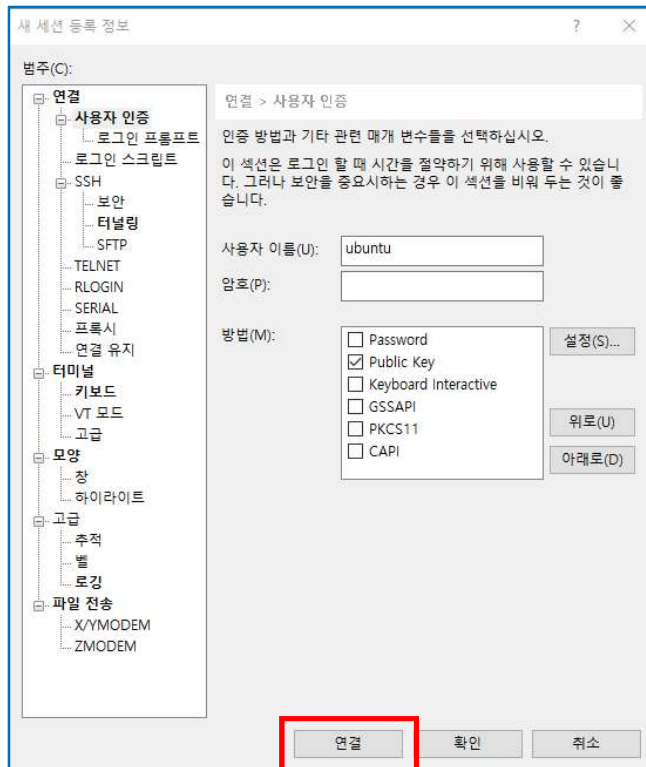 새 세션 등록 정보
?
범주(C):
연결
사용자 인증
로그인 프롬프트
로그인 스크립트
SSH
보안
터널링
SFTP
TELNET
RLOGIN
SERIAL
프록시
연결 유지
터미널
키보드
VT 모드
고급
모양
창
하이라이트
고급
추적
벨
로깅
파일 전송
X/YMODEM
ZMODEM
연결 > 사용자 인증
인증 방법과 기타 관련 매개 변수들을 선택하십시오.
이 섹션은 로그인 할 때 시간을 절약하기 위해 사용할 수 있습니
다. 그러나 보안을 중요시하는 경우 이 섹션을 비워 두는 것이 좋
습니다.
사용자 이름(U): ubuntu
암호(P):
방법(M):
Password
Public Key
Keyboard Interactive
GSSAPI
PKCS11
CAPI
설정(S)...
위로(U)
아래로(D)
연결 확인 취소